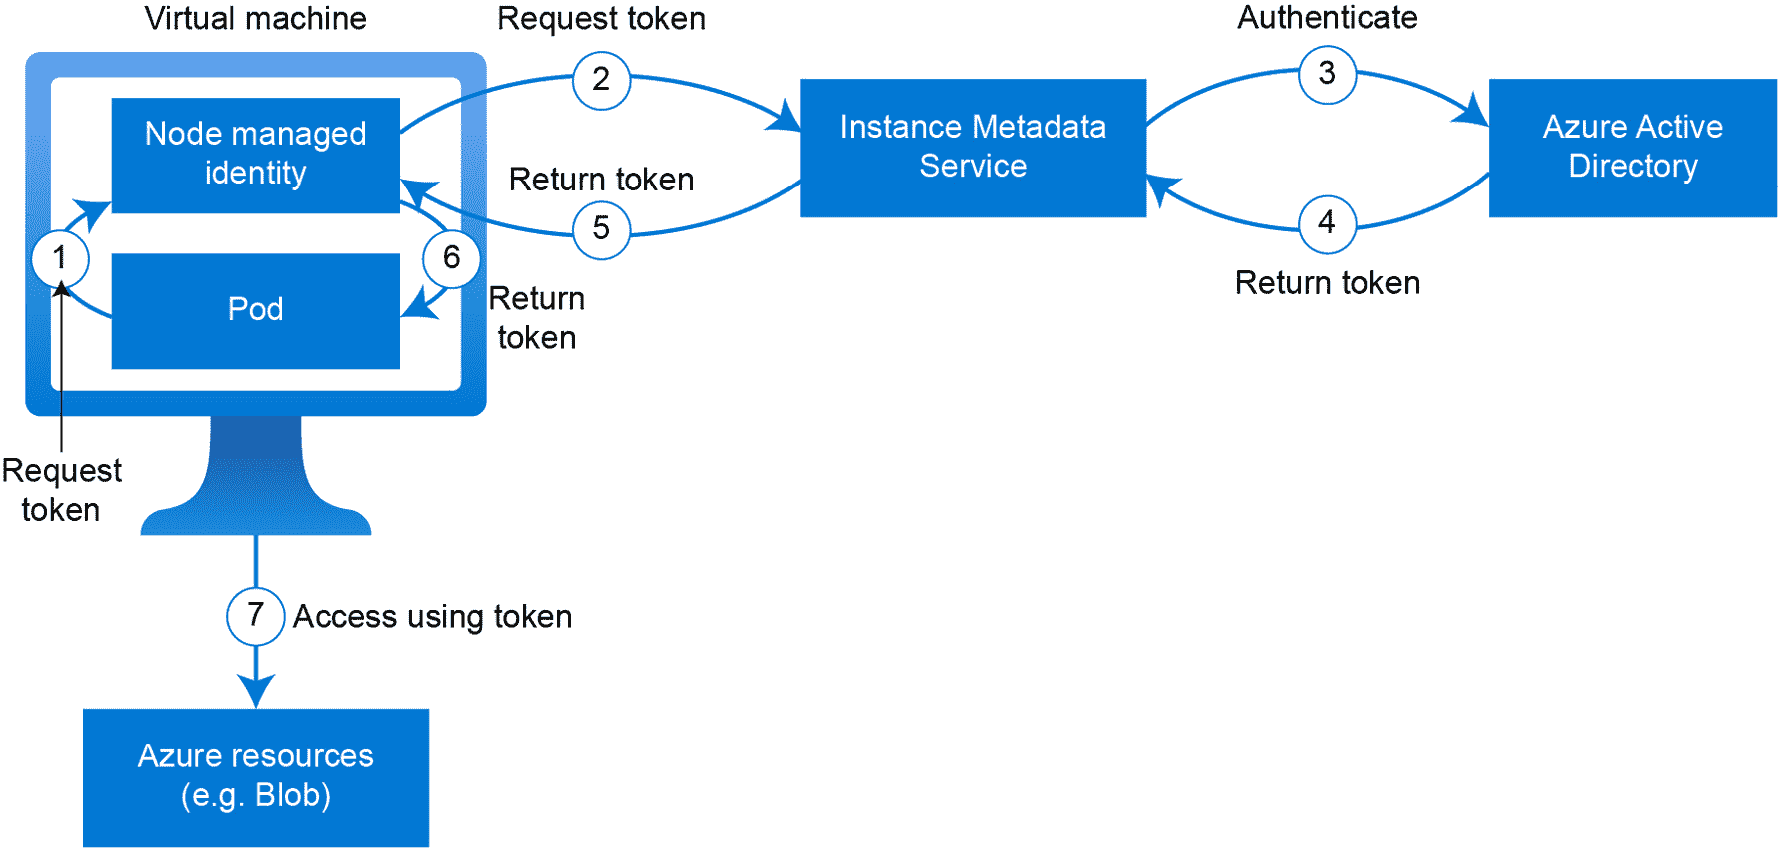 Virtual machine
Request token
Authenticate
2
3
Node managed
identity
Instance Metadata
Service
Azure Active
Directory
Return token
5
4
1
6
Return token
Pod
Return
token
Request
token
7
Access using token
Azure resources
(e.g. Blob)